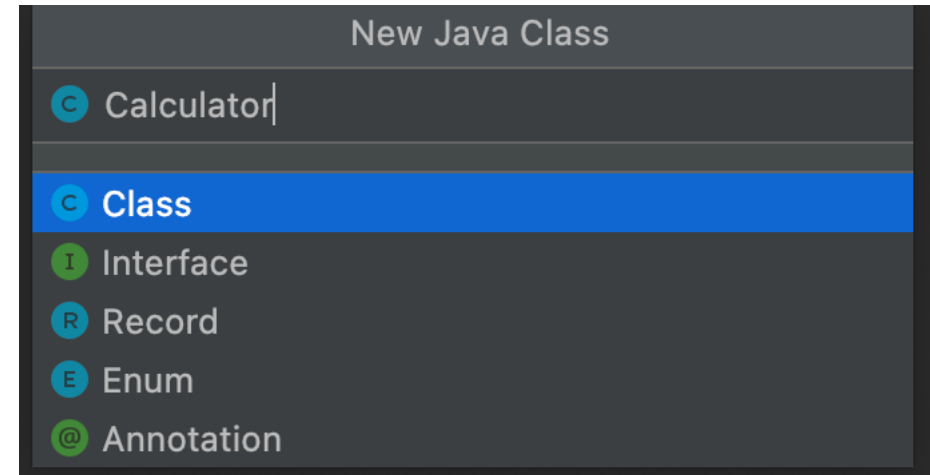 New Java Class
C Calculator
C Class
I Interface
R Record
E Enum
@ Annotation